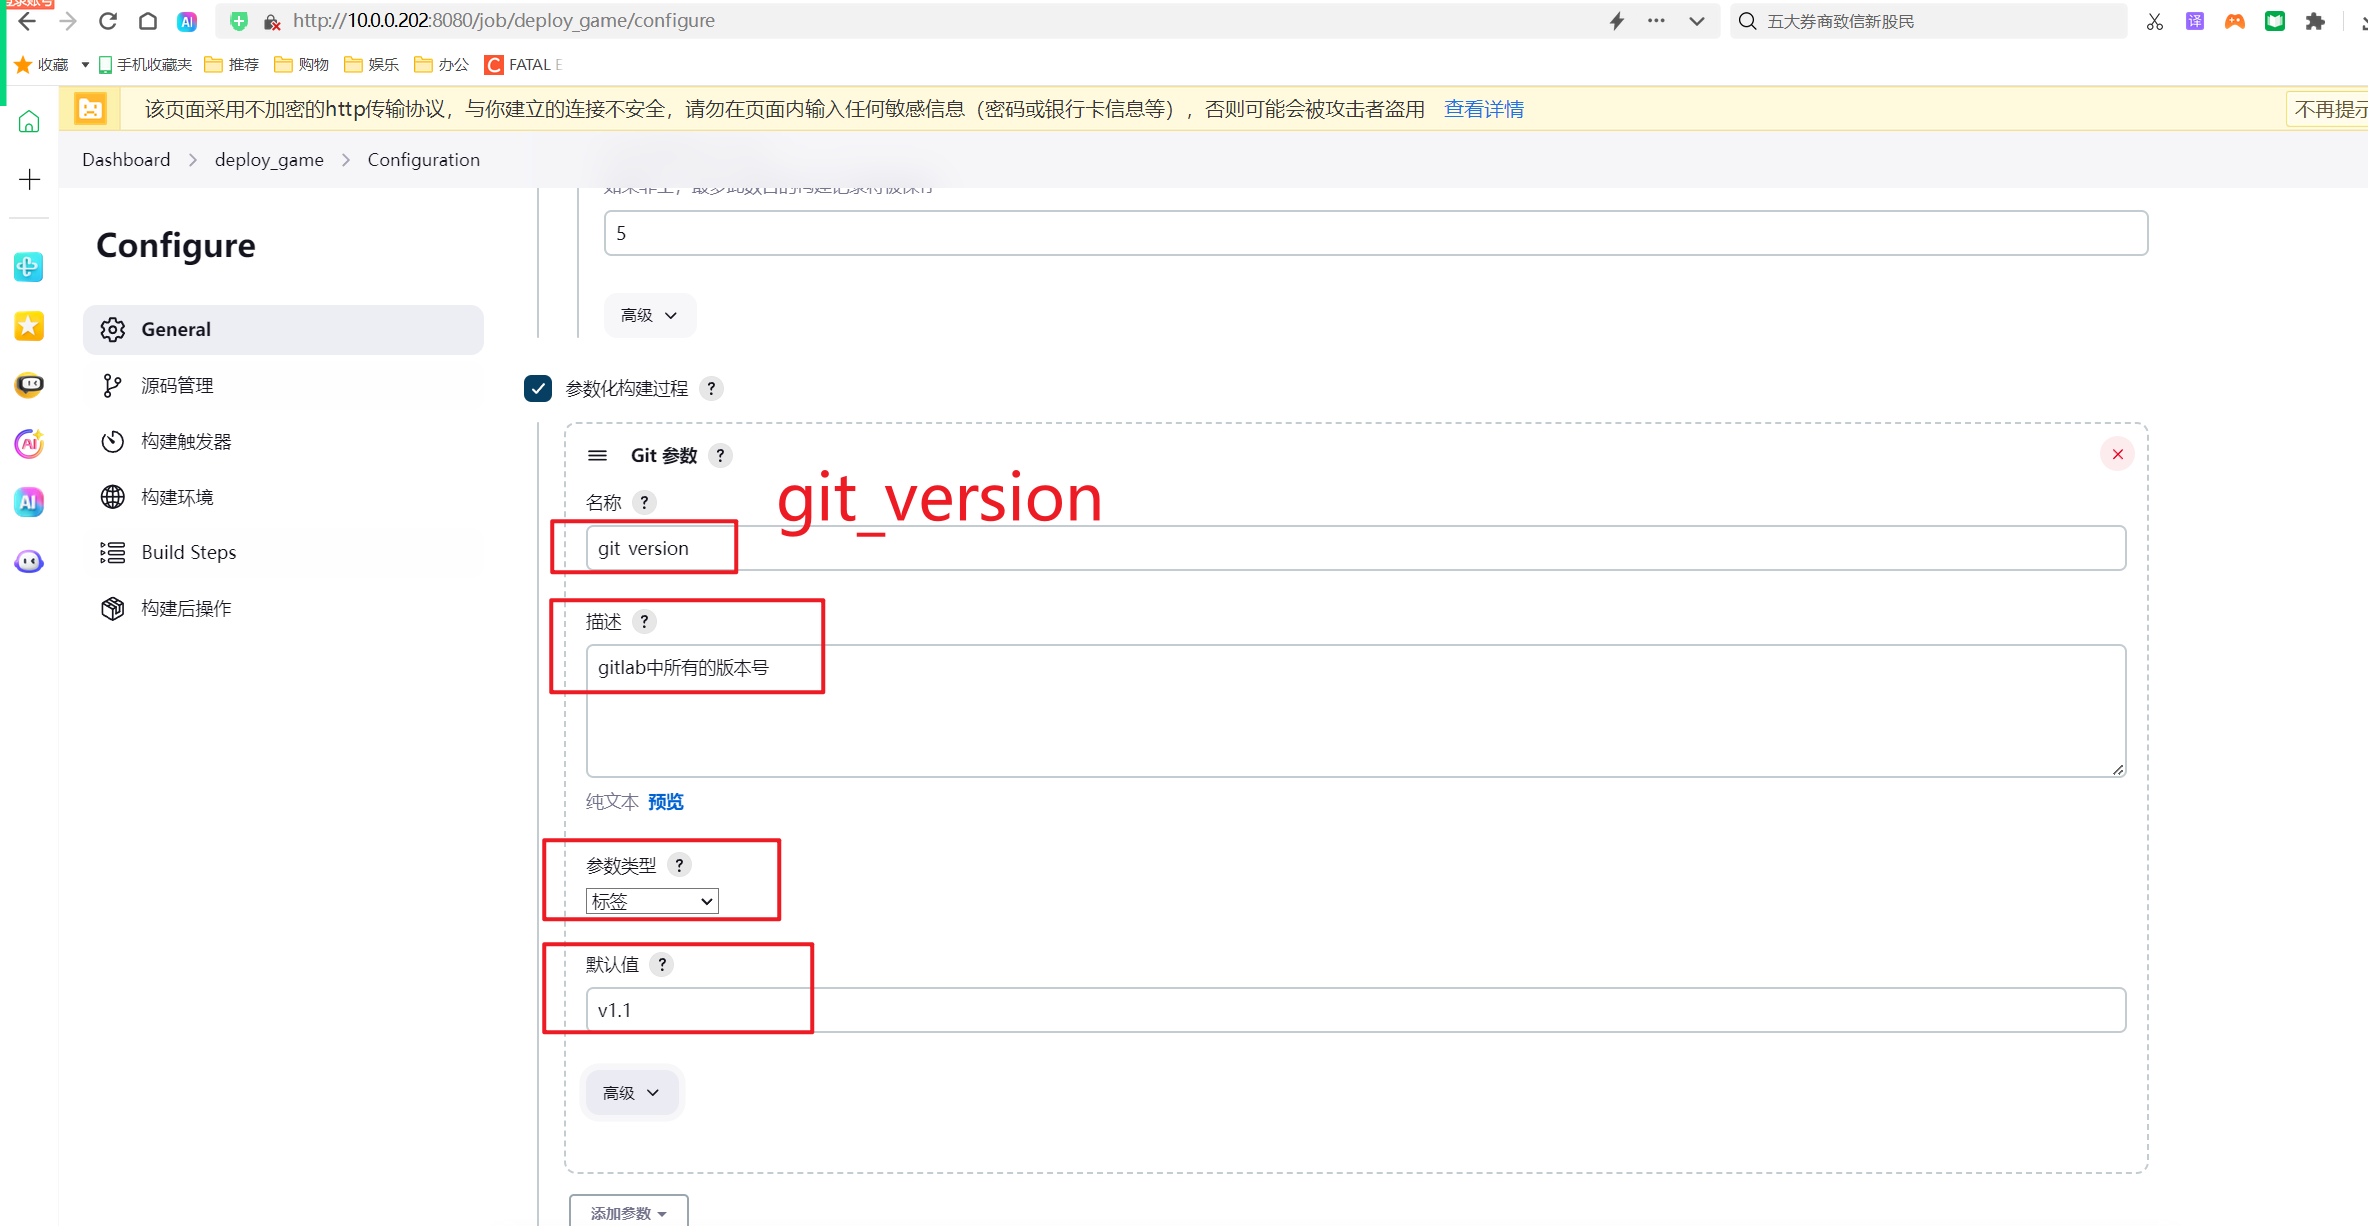 http://10.0.0.202:8080/job/deploy_game/configure
五大券商致信新股民
收藏 手机收藏夹 推荐 购物 娱乐 办公 FATAL E
该页面采用不加密的http传输协议，与你建立的连接不安全，请勿在页面内输入任何敏感信息（密码或银行卡信息等），否则可能会被攻击者盗用 查看详情
不再提示
Dashboard deploy_game Configuration
Configure
General
源码管理
构建触发器
构建环境
Build Steps
构建后操作
5
高级
参数化构建过程 ?
Git 参数 ?
git_version
名称 ?
git version
描述 ?
gitlab中所有的版本号
纯文本 预览
参数类型 ?
标签
默认值 ?
v1.1
高级
添加参数